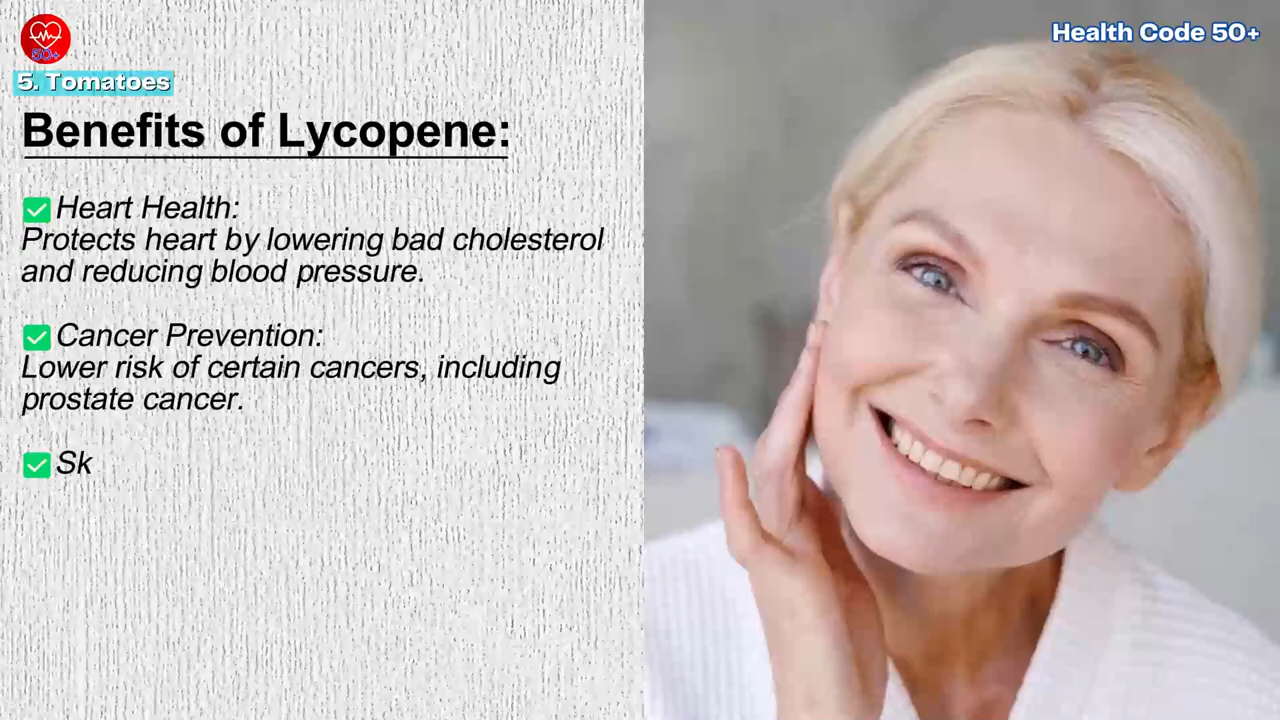 50+
Health Code 50+
5. Tomatoes
Benefits of Lycopene:
✅ Heart Health:
Protects heart by lowering bad cholesterol
and reducing blood pressure.
✅ Cancer Prevention:
Lower risk of certain cancers, including
prostate cancer.
✅ Sk